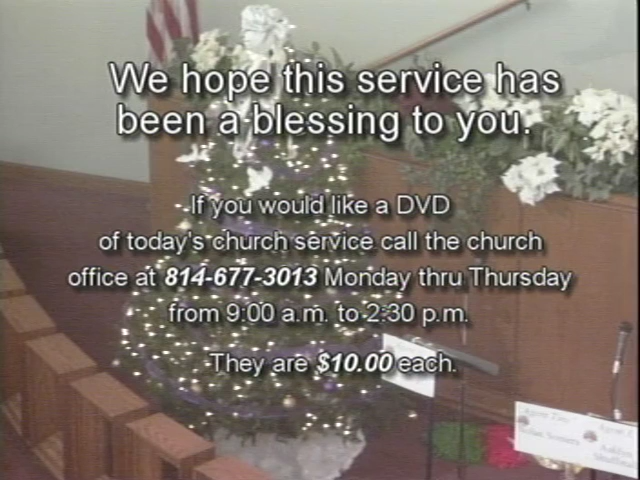 We hope this service has
been a blessing to you.
If you would like a DVD
of today's church service call the church
office at 814-677-3013 Monday thru Thursday
from 9:00 a.m. to 2:30 p.m.
They are $10.00 each.